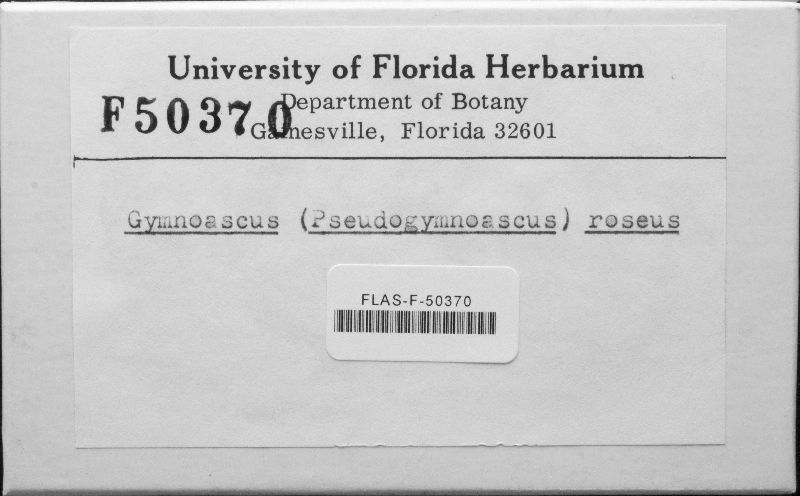 University of Florida Herbarium
Department of Botany
F50370
Gainesville, Florida 32601
Gymnoascus (Pseudogymnoascus) roseus
FLAS-F-50370